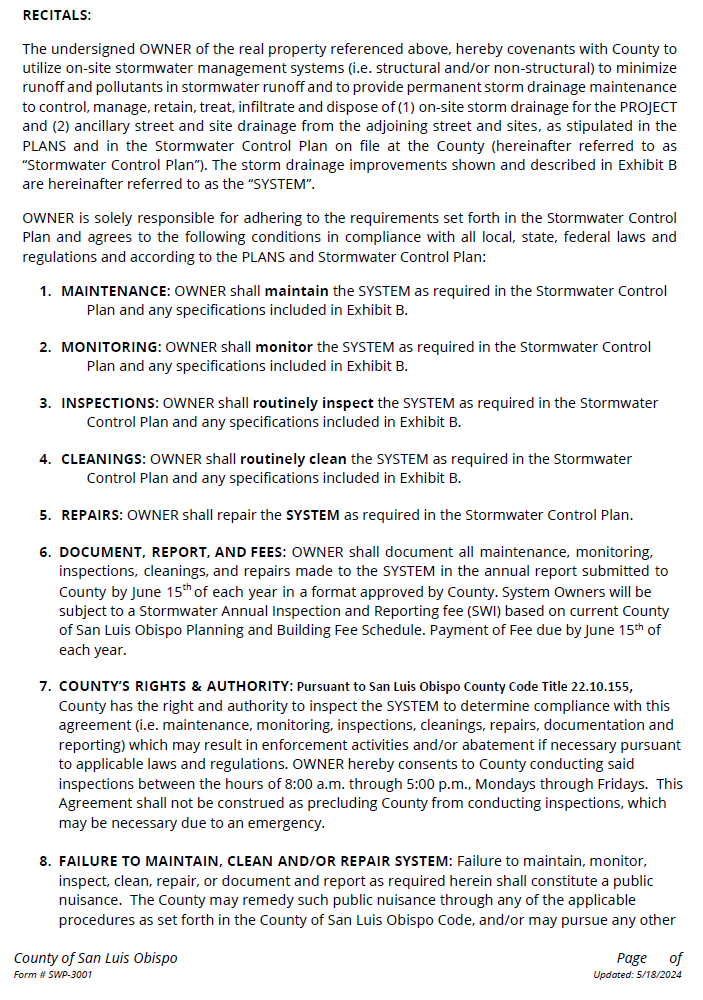 RECITALS:
The undersigned OWNER of the real property referenced above, hereby covenants with County to
utilize on-site stormwater management systems (i.e. structural and/or non-structural) to minimize
runoff and pollutants in stormwater runoff and to provide permanent storm drainage maintenance
to control, manage, retain, treat, infiltrate and dispose of (1) on-site storm drainage for the PROJECT
and (2) ancillary street and site drainage from the adjoining street and sites, as stipulated in the
PLANS and in the Stormwater Control Plan on file at the County (hereinafter referred to as
“Stormwater Control Plan”). The storm drainage improvements shown and described in Exhibit B
are hereinafter referred to as the “SYSTEM”.
OWNER is solely responsible for adhering to the requirements set forth in the Stormwater Control
Plan and agrees to the following conditions in compliance with all local, state, federal laws and
regulations and according to the PLANS and Stormwater Control Plan:
1. MAINTENANCE: OWNER shall maintain the SYSTEM as required in the Stormwater Control
Plan and any specifications included in Exhibit B.
2. MONITORING: OWNER shall monitor the SYSTEM as required in the Stormwater Control
Plan and any specifications included in Exhibit B.
3. INSPECTIONS: OWNER shall routinely inspect the SYSTEM as required in the Stormwater
Control Plan and any specifications included in Exhibit B.
4. CLEANINGS: OWNER shall routinely clean the SYSTEM as required in the Stormwater
Control Plan and any specifications included in Exhibit B.
5. REPAIRS: OWNER shall repair the SYSTEM as required in the Stormwater Control Plan.
6. DOCUMENT, REPORT, AND FEES: OWNER shall document all maintenance, monitoring,
inspections, cleanings, and repairs made to the SYSTEM in the annual report submitted to
County by June 15th of each year in a format approved by County. System Owners will be
subject to a Stormwater Annual Inspection and Reporting fee (SWI) based on current County
of San Luis Obispo Planning and Building Fee Schedule. Payment of Fee due by June 15th of
each year.
7. COUNTY’S RIGHTS & AUTHORITY: Pursuant to San Luis Obispo County Code Title 22.10.155,
County has the right and authority to inspect the SYSTEM to determine compliance with this
agreement (i.e. maintenance, monitoring, inspections, cleanings, repairs, documentation and
reporting) which may result in enforcement activities and/or abatement if necessary pursuant
to applicable laws and regulations. OWNER hereby consents to County conducting said
inspections between the hours of 8:00 a.m. through 5:00 p.m., Mondays through Fridays. This
Agreement shall not be construed as precluding County from conducting inspections, which
may be necessary due to an emergency.
8. FAILURE TO MAINTAIN, CLEAN AND/OR REPAIR SYSTEM: Failure to maintain, monitor,
inspect, clean, repair, or document and report as required herein shall constitute a public
nuisance. The County may remedy such public nuisance through any of the applicable
procedures as set forth in the County of San Luis Obispo Code, and/or may pursue any other
County of San Luis Obispo Page of
Form # SWP-3001 Updated: 5/18/2024